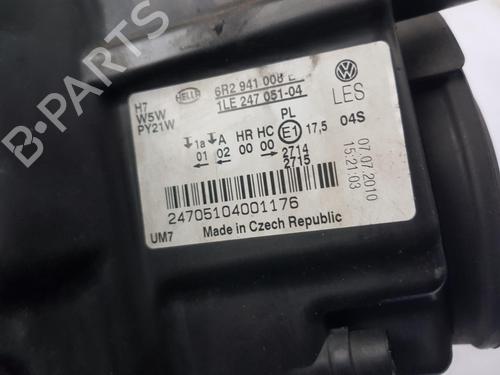 H7
W5W
PY21W
HELLA
6R2 941 008 E
1LE 247 051-04
LES
1a A HR HC PL
01 02 00 00 E1 17,5 04S
2714
2715
07.07.2010
15:21:03
24705104001176
UM7
Made in Czech Republic
B-PARTS